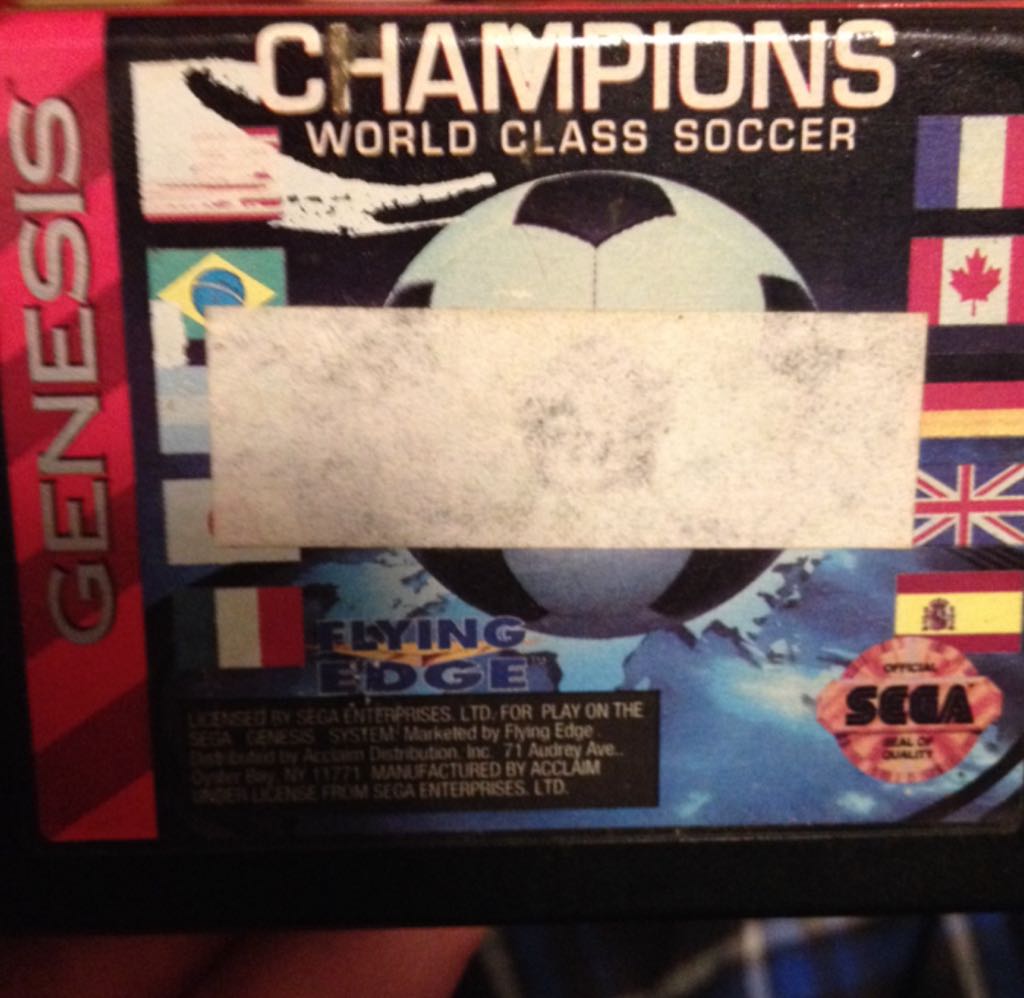 GENESIS
CHAMPIONS
WORLD CLASS SOCCER
FLYING
EDGE™
LICENSED BY SEGA ENTERPRISES. LTD. FOR PLAY ON THE
SEGA GENESIS SYSTEM. Marketed by Flying Edge
Distributed by Acclaim Distribution, Inc. 71 Audrey Ave..
Oyster Bay, NY 11771 MANUFACTURED BY ACCLAIM
UNDER LICENSE FROM SEGA ENTERPRISES. LTD.
OFFICIAL
SEGA
SEAL OF
QUALITY